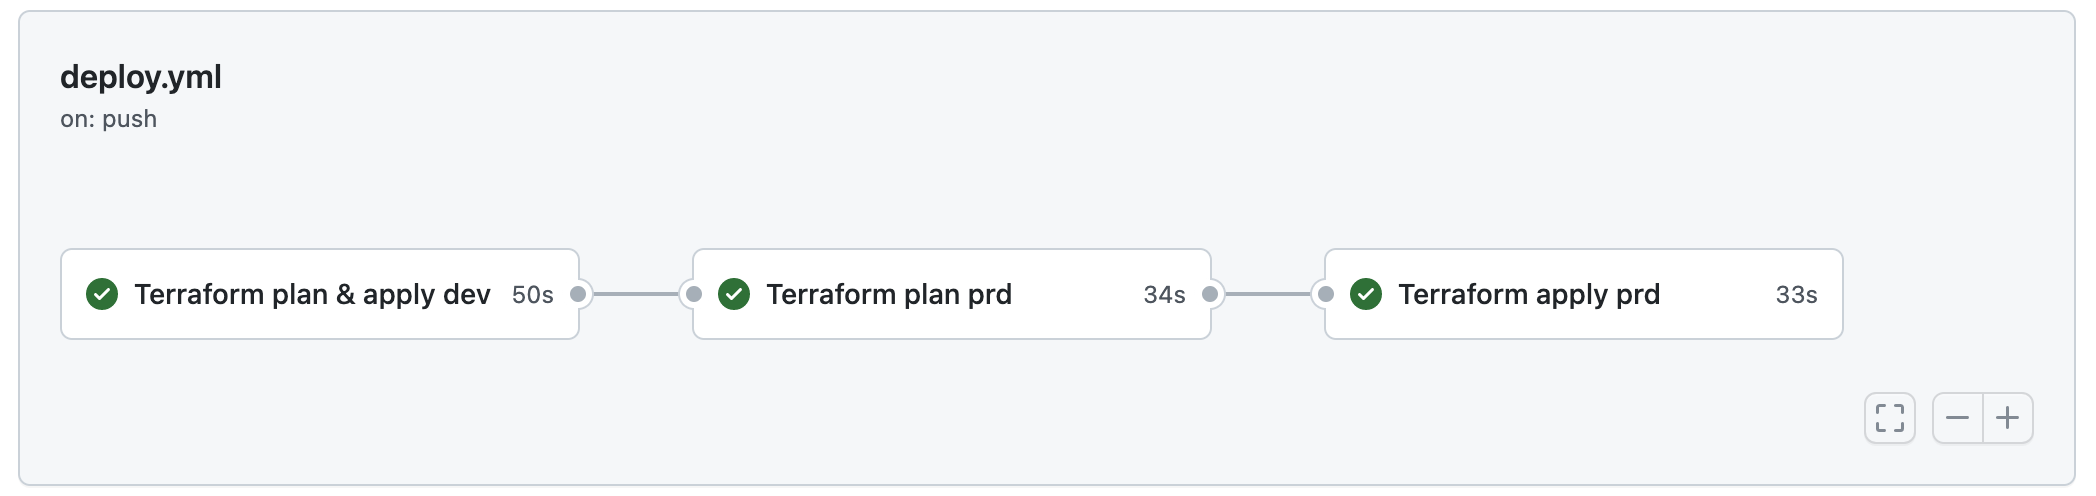 deploy.yml
on: push
Terraform plan & apply dev 50s
Terraform plan prd 34s
Terraform apply prd 33s